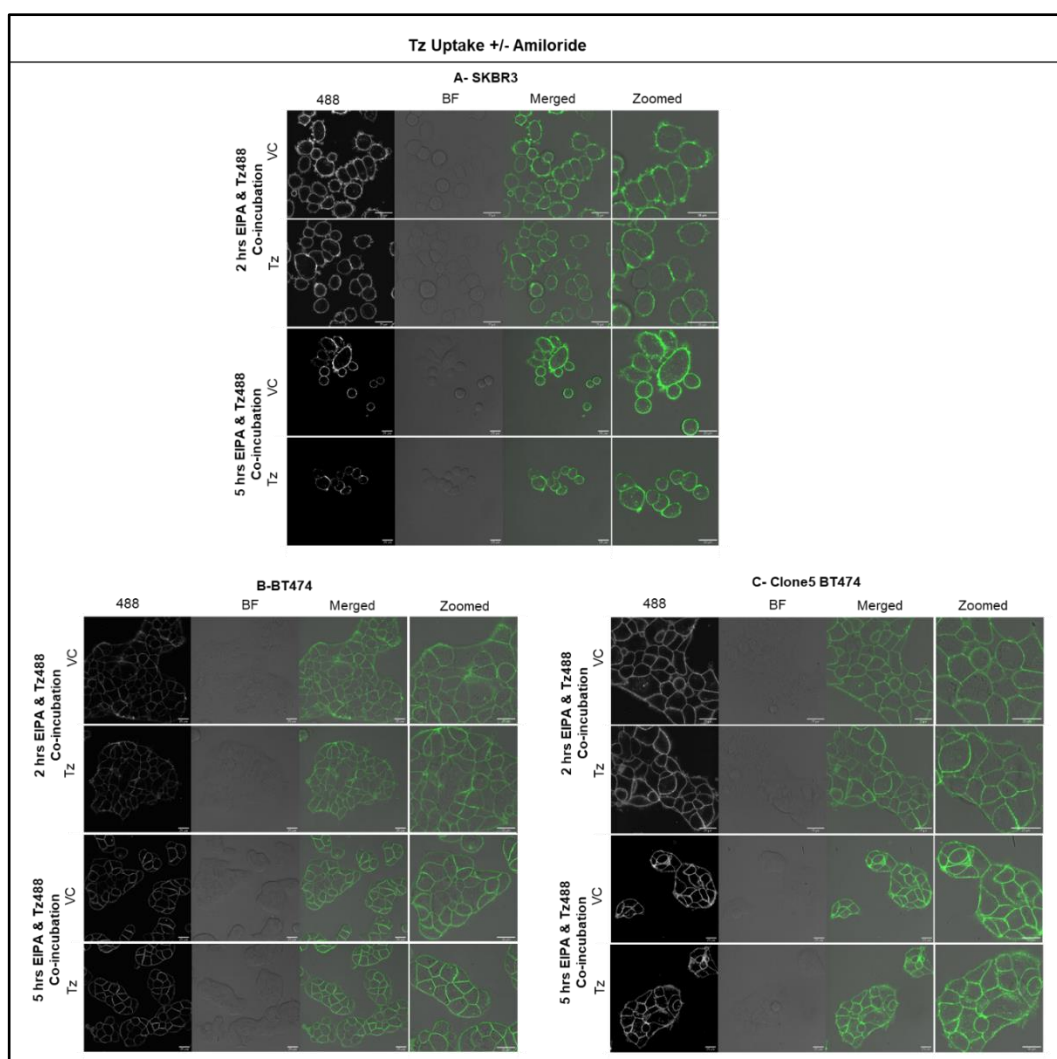 Tz Uptake +/- Amiloride
A- SKBR3
488 BF Merged Zoomed
2 hrs EIPA & Tz488
Co-incubation
VC
Tz
5 hrs EIPA & Tz488
Co-incubation
VC
Tz
B-BT474
488 BF Merged Zoomed
2 hrs EIPA & Tz488
Co-incubation
VC
Tz
5 hrs EIPA & Tz488
Co-incubation
VC
Tz
C- Clone5 BT474
488 BF Merged Zoomed
2 hrs EIPA & Tz488
Co-incubation
VC
Tz
5 hrs EIPA & Tz488
Co-incubation
VC
Tz